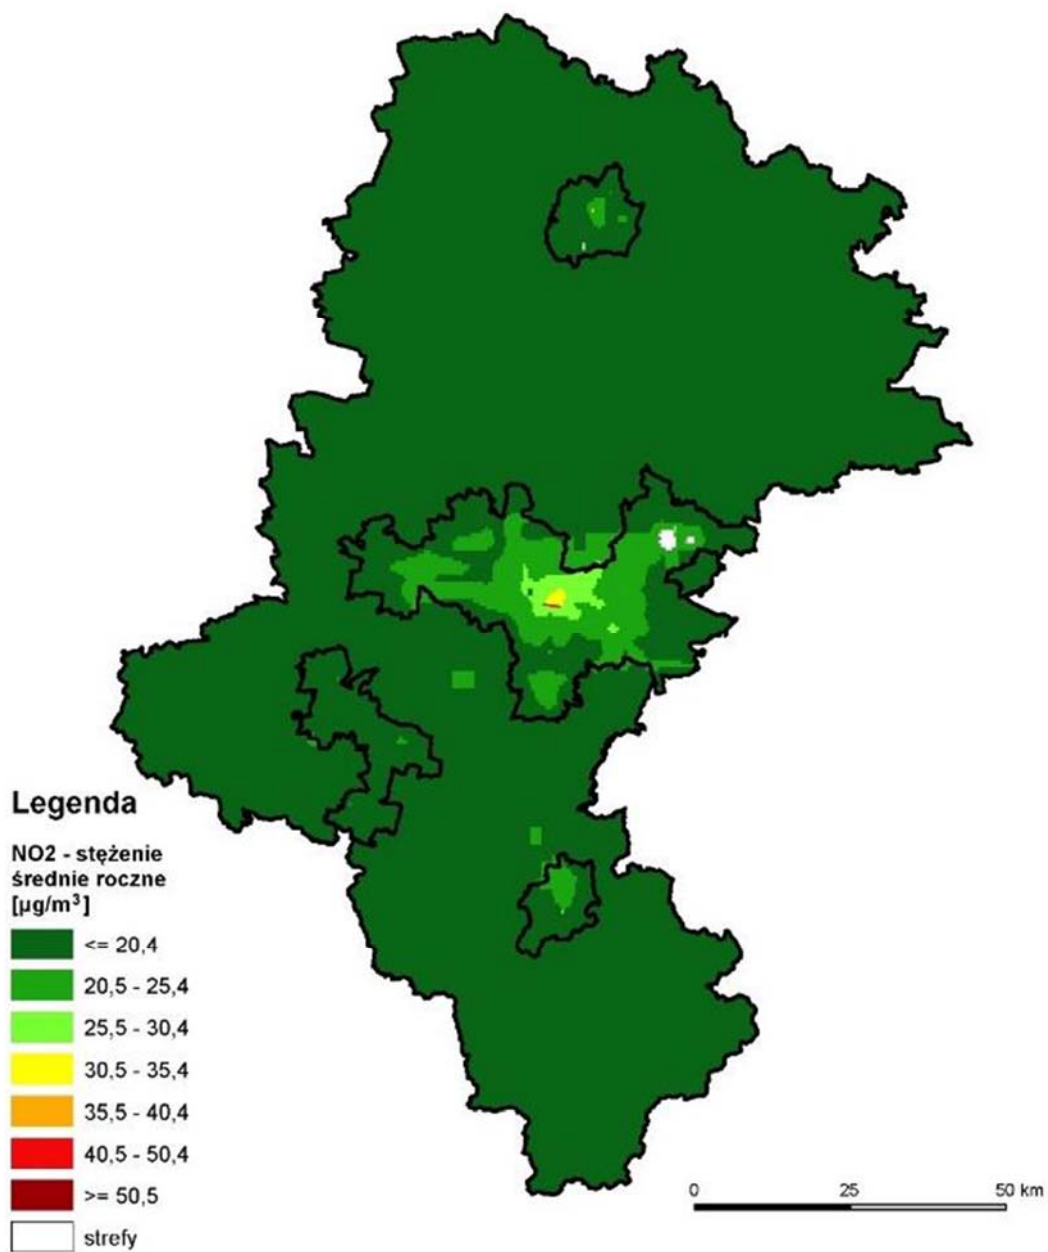 Legenda
NO2 - stężenie
średnie roczne
[µg/m³]
<= 20,4
20,5 - 25,4
25,5 - 30,4
30,5 - 35,4
35,5 - 40,4
40,5 - 50,4
>= 50,5
strefy
0 25 50 km